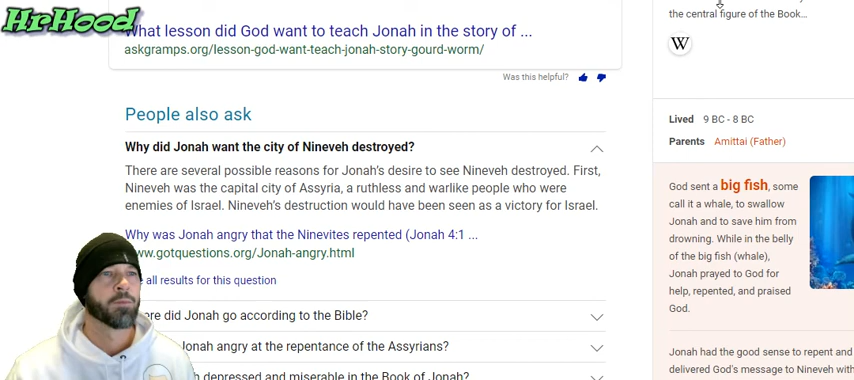 HrHood
What lesson did God want to teach Jonah in the story of ...
askgramps.org/lesson-god-want-teach-jonah-story-gourd-worm/
Was this helpful?
People also ask
Why did Jonah want the city of Nineveh destroyed?
There are several possible reasons for Jonah's desire to see Nineveh destroyed. First,
Nineveh was the capital city of Assyria, a ruthless and warlike people who were
enemies of Israel. Nineveh's destruction would have been seen as a victory for Israel.
Why was Jonah angry that the Ninevites repented (Jonah 4:1 ...
www.gotquestions.org/Jonah-angry.html
all results for this question
ere did Jonah go according to the Bible?
Jonah angry at the repentance of the Assyrians?
h depressed and miserable in the Book of Jonah?
the central figure of the Book...
W
Lived 9 BC - 8 BC
Parents Amittai (Father)
God sent a big fish, some
call it a whale, to swallow
Jonah and to save him from
drowning. While in the belly
of the big fish (whale),
Jonah prayed to God for
help, repented, and praised
God.
Jonah had the good sense to repent and
delivered God's message to Nineveh with